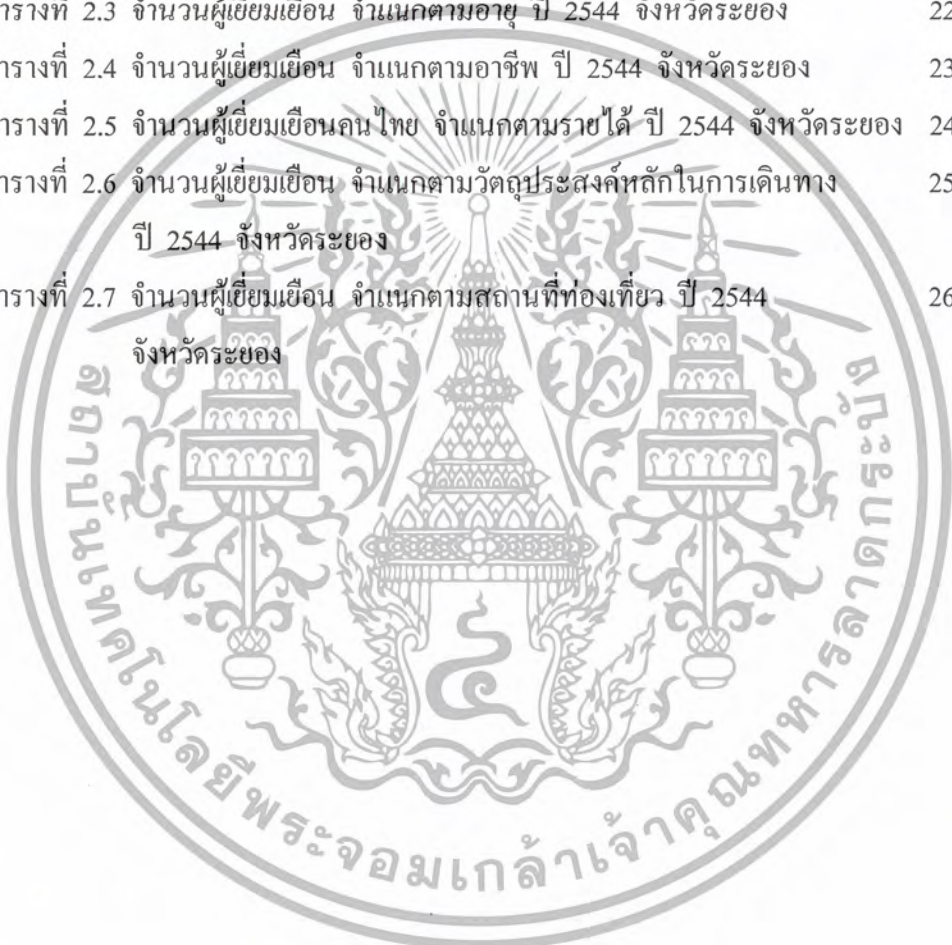 ารางที่ 2.3 จำนวนผู้เยี่ยมเยือน จำแนกตามอายุ ปี 2544 จังหวัดระยอง 22
ารางที่ 2.4 จำนวนผู้เยี่ยมเยือน จำแนกตามอาชีพ ปี 2544 จังหวัดระยอง 23
ารางที่ 2.5 จำนวนผู้เยี่ยมเยือนคนไทย จำแนกตามรายได้ ปี 2544 จังหวัดระยอง 24
ารางที่ 2.6 จำนวนผู้เยี่ยมเยือน จำแนกตามวัตถุประสงค์หลักในการเดินทาง 25
ปี 2544 จังหวัดระยอง
ารางที่ 2.7 จำนวนผู้เยี่ยมเยือน จำแนกตามสถานที่ท่องเที่ยว ปี 2544 26
จังหวัดระยอง
สถาบันเทคโนโลยีพระจอมเกล้าเจ้าคุณทหารลาดกระบัง